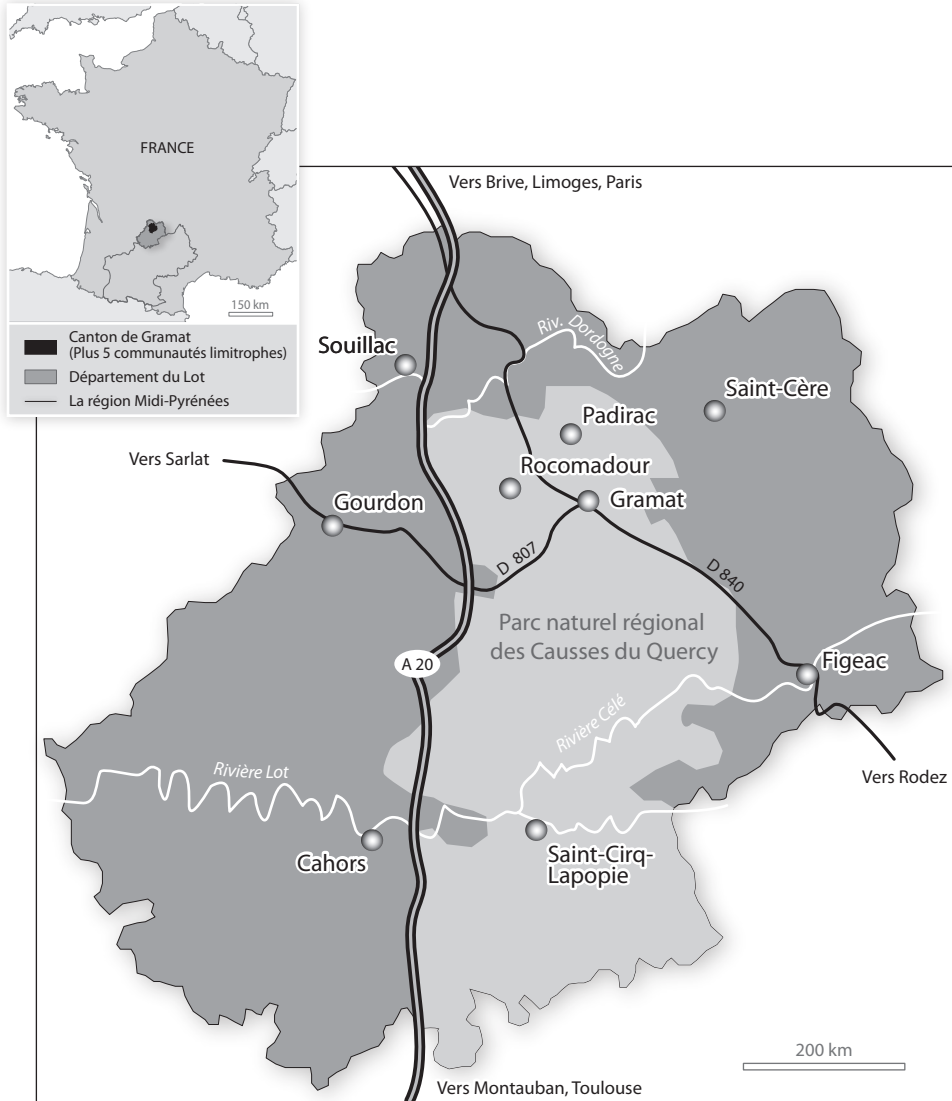 FRANCE
150 km
Canton de Gramat
(Plus 5 communautés limitrophes)
Département du Lot
La région Midi-Pyrénées
Vers Brive, Limoges, Paris
Riv. Dordogne
Souillac
Saint-Cère
Padirac
Vers Sarlat
Rocomadour
Gourdon
Gramat
D 807
D 840
Parc naturel régional
des Causses du Quercy
A 20
Figeac
Rivière Célé
Rivière Lot
Vers Rodez
Cahors
Saint-Cirq-
Lapopie
200 km
Vers Montauban, Toulouse